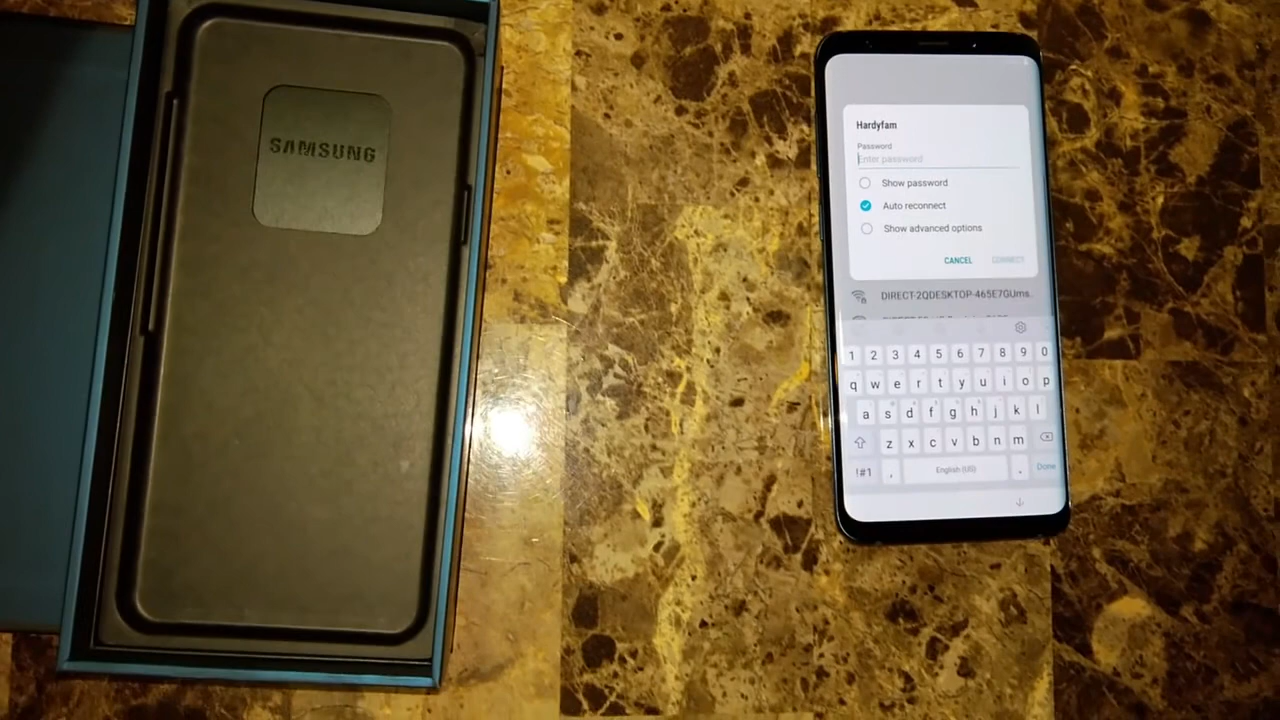 SAMSUNG
Hardyfam
Password
Enter password
Show password
Auto reconnect
Show advanced options
CANCEL CONNECT
DIRECT-2QDESKTOP-465E7GUms..
1 2 3 4 5 6 7 8 9 0
q w e r t y u i o p
a s d f g h j k l
z x c v b n m
!#1 , English (US) . Done